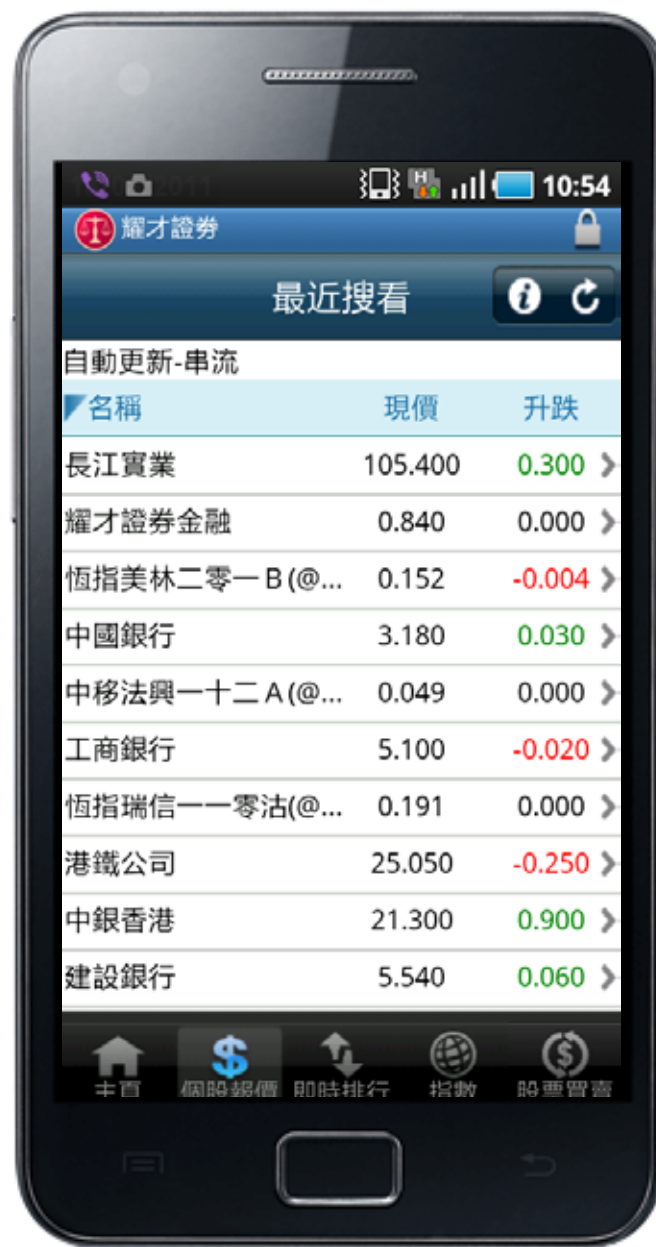 2011
H
10:54
耀才證券
最近搜看
自動更新-串流
名稱 現價 升跌
長江實業 105.400 0.300
耀才證券金融 0.840 0.000
恆指美林二零一B(@... 0.152 -0.004
中國銀行 3.180 0.030
中移法興一十二A(@... 0.049 0.000
工商銀行 5.100 -0.020
恆指瑞信一一零沽(@... 0.191 0.000
港鐵公司 25.050 -0.250
中銀香港 21.300 0.900
建設銀行 5.540 0.060
主頁 個股報價 即時排行 指數 股票買賣